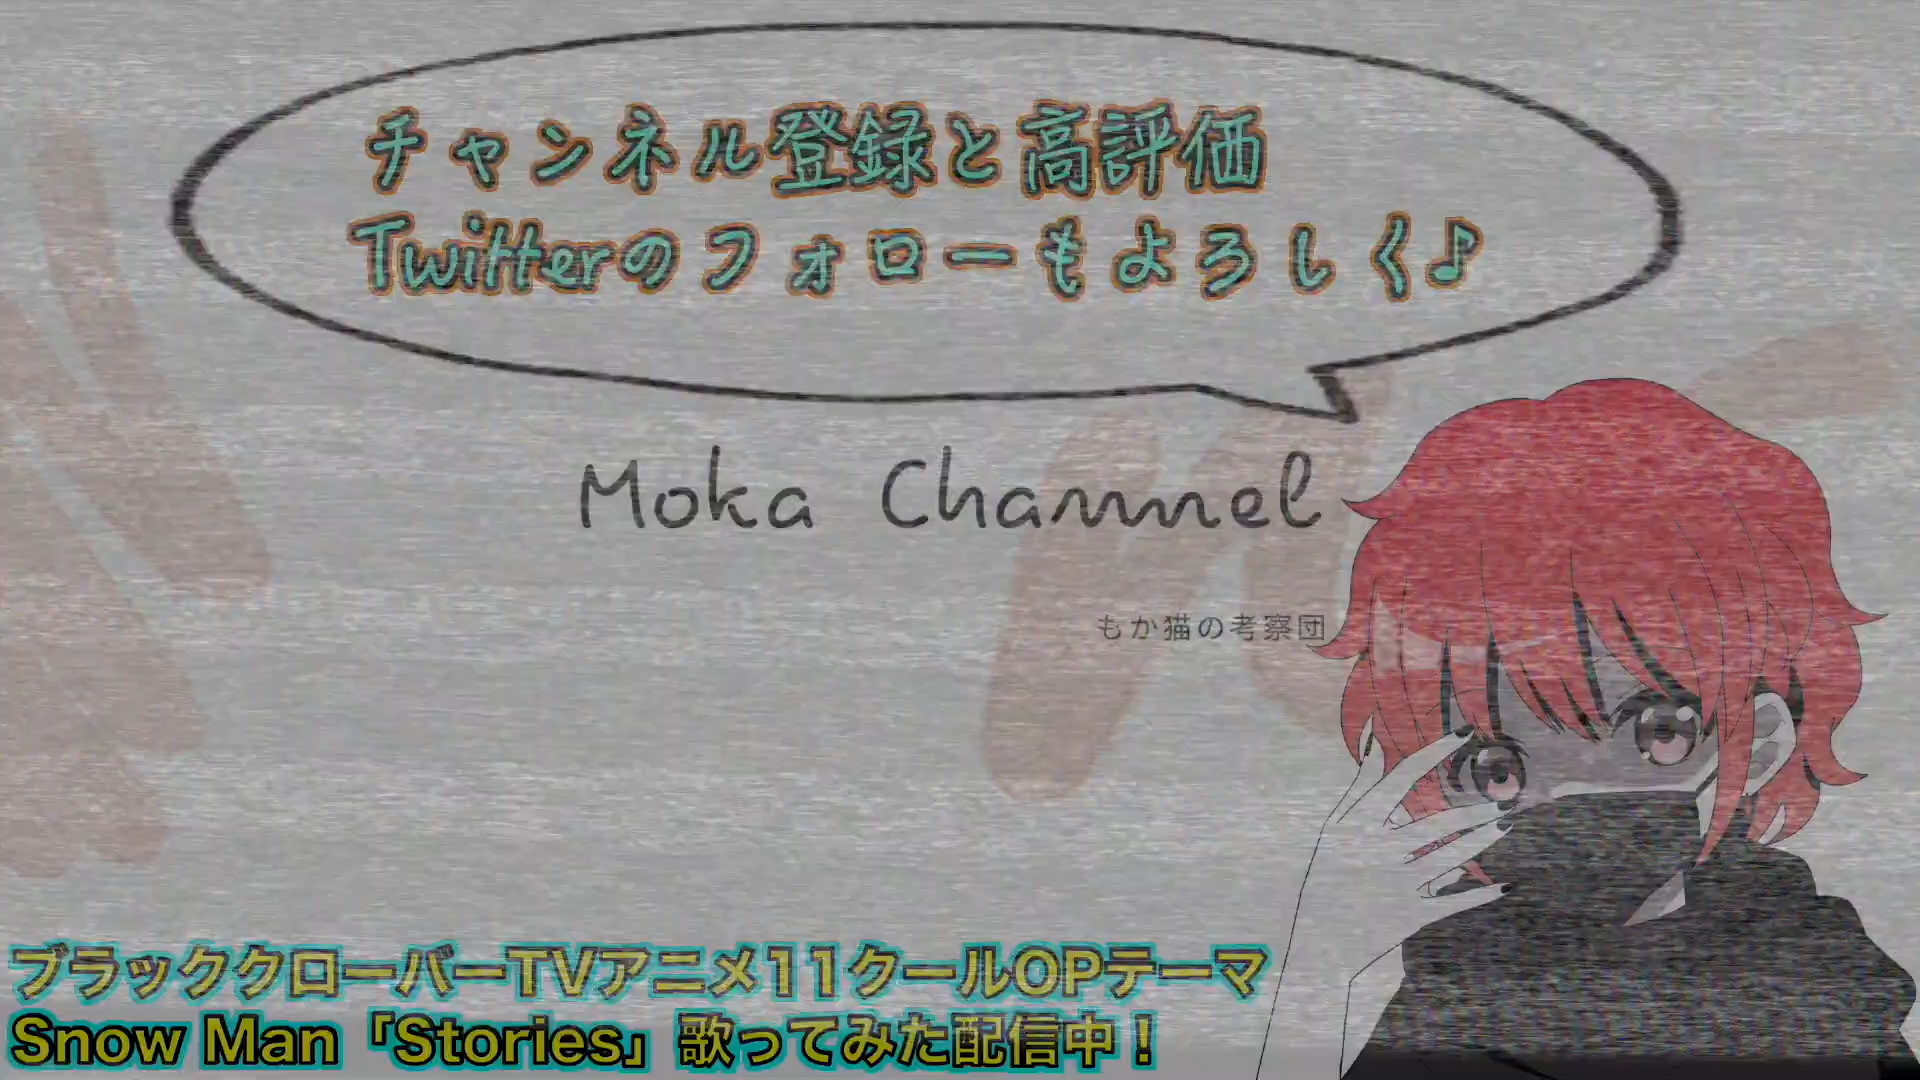 チャンネル登録と高評価
Twitterのフォローもよろしく♪
Moka Channel
もか猫の考察団
ブラッククローバーTVアニメ11クールOPテーマ
Snow Man「Stories」歌ってみた配信中！